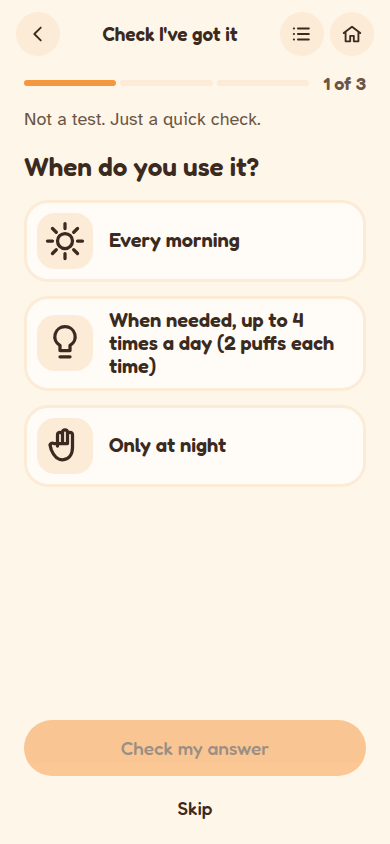 Check I've got it
1 of 3
Not a test. Just a quick check.
When do you use it?
Every morning
When needed, up to 4
times a day (2 puffs each
time)
Only at night
Check my answer
Skip